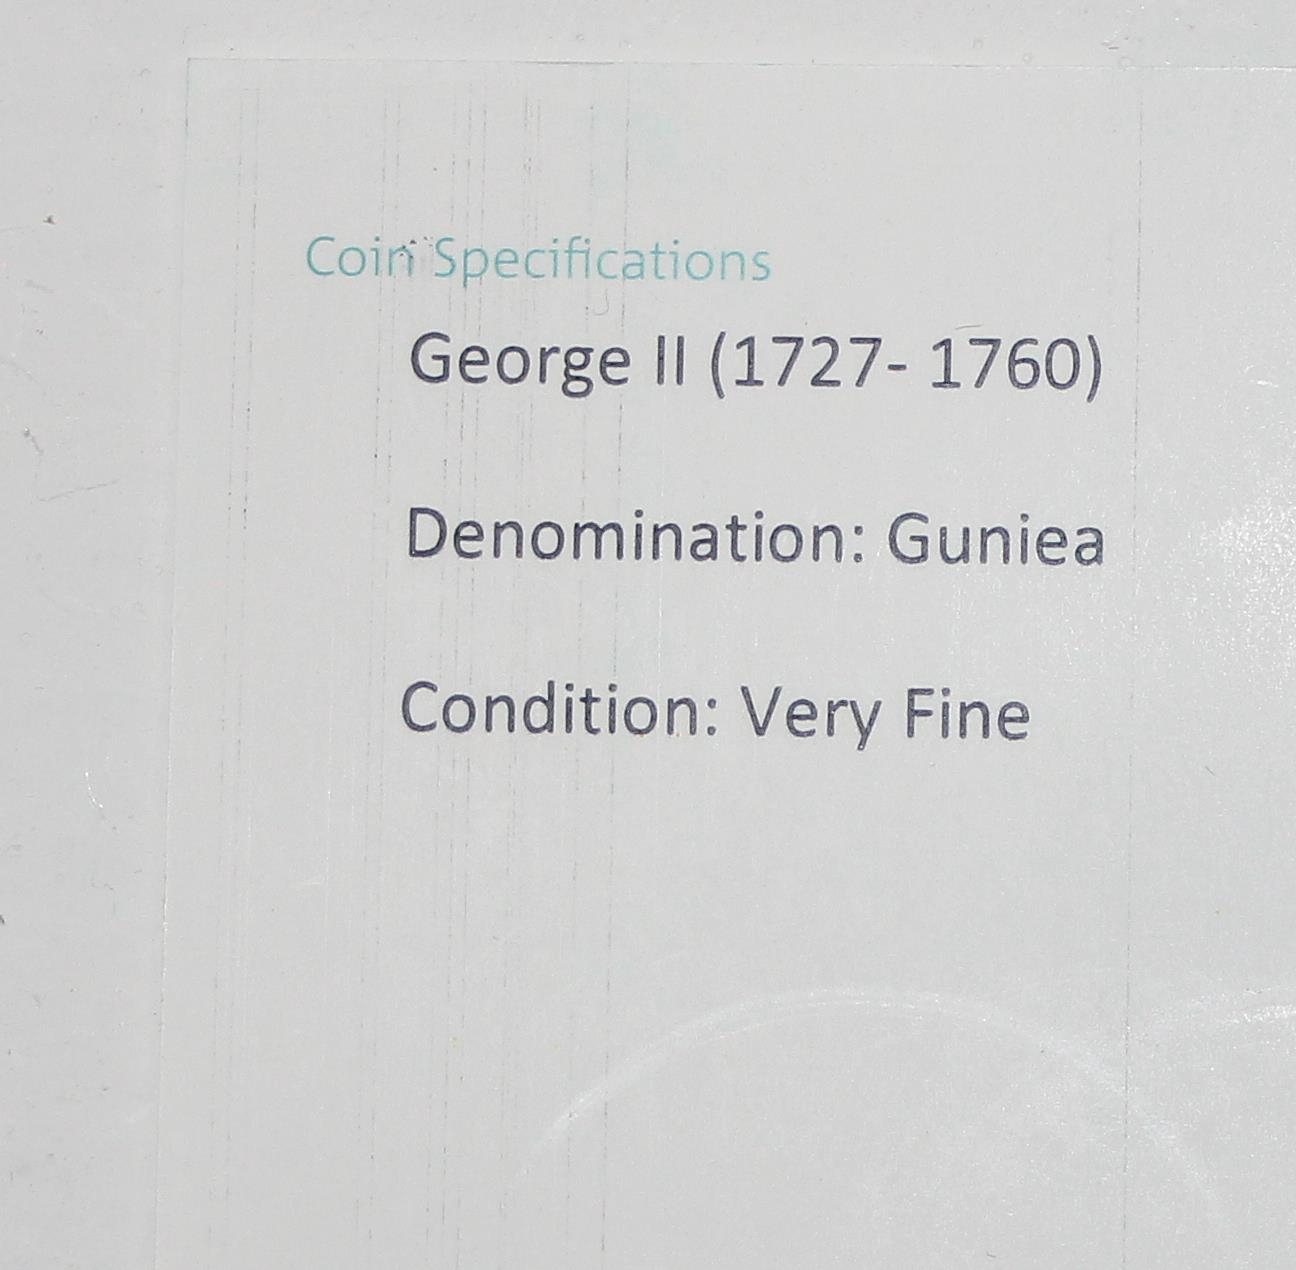 Coin Specifications
George II (1727- 1760)
Denomination: Guniea
Condition: Very Fine